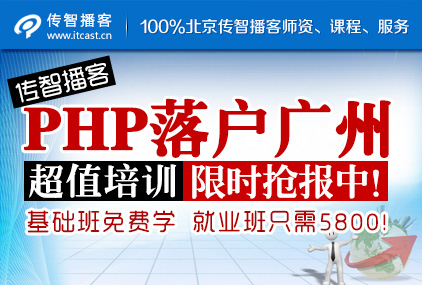 传智播客
www.itcast.cn
100%北京传智播客师资、课程、服务
传智播客
PHP落户广州
超值培训 限时抢报中!
基础班免费学 就业班只需5800!